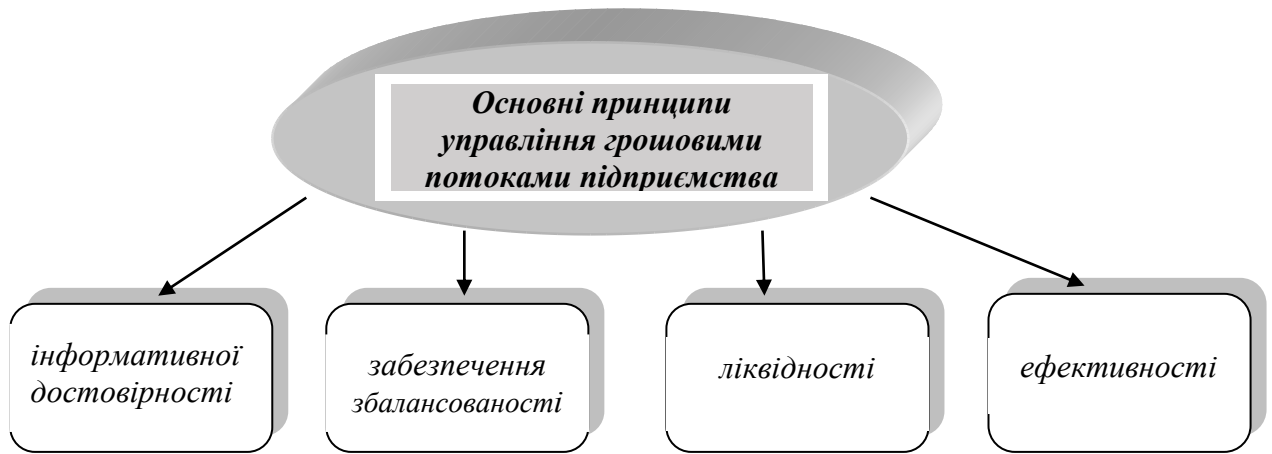 Основні принципи
управління грошовими
потоками підприємства
інформативної
достовірності
забезпечення
збалансованості
ліквідності
ефективності